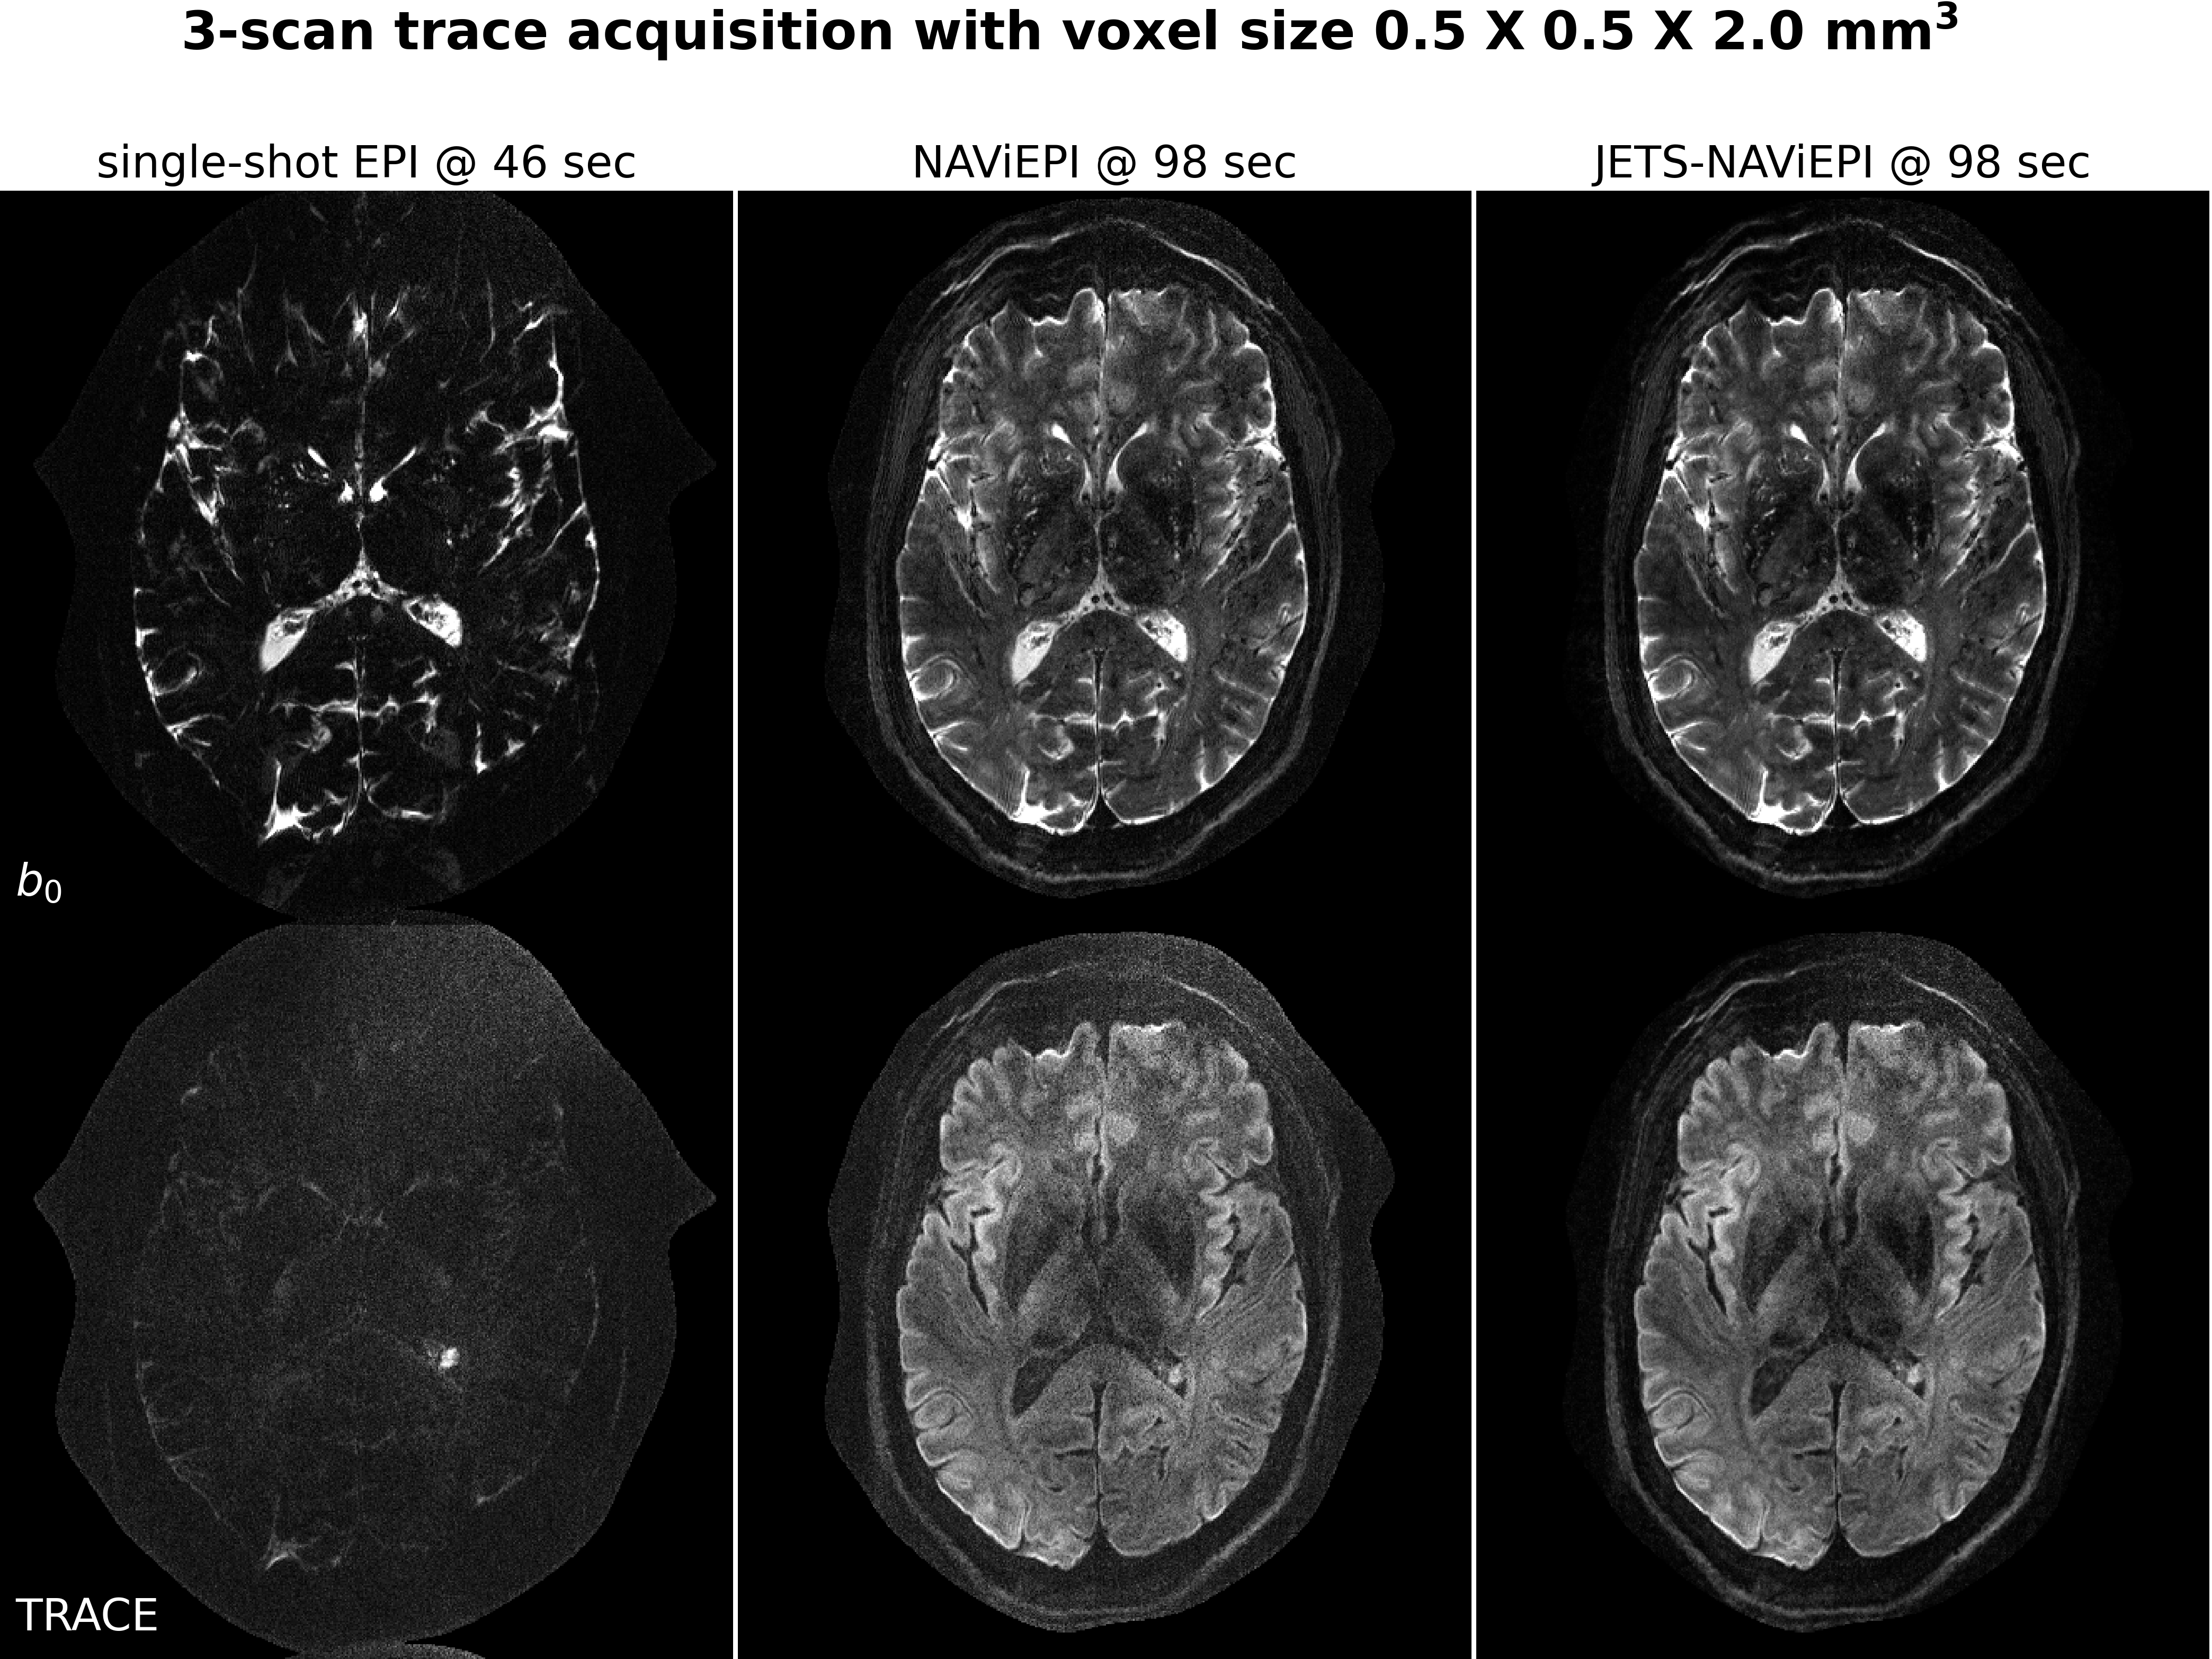 3-scan trace acquisition with voxel size 0.5 X 0.5 X 2.0 mm³
single-shot EPI @ 46 sec
NAViEPI @ 98 sec
JETS-NAViEPI @ 98 sec
b₀
TRACE